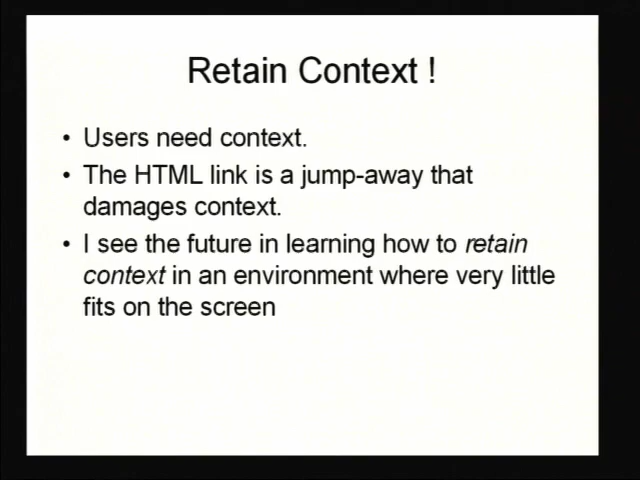 Retain Context !
• Users need context.
• The HTML link is a jump-away that
damages context.
• I see the future in learning how to retain
context in an environment where very little
fits on the screen